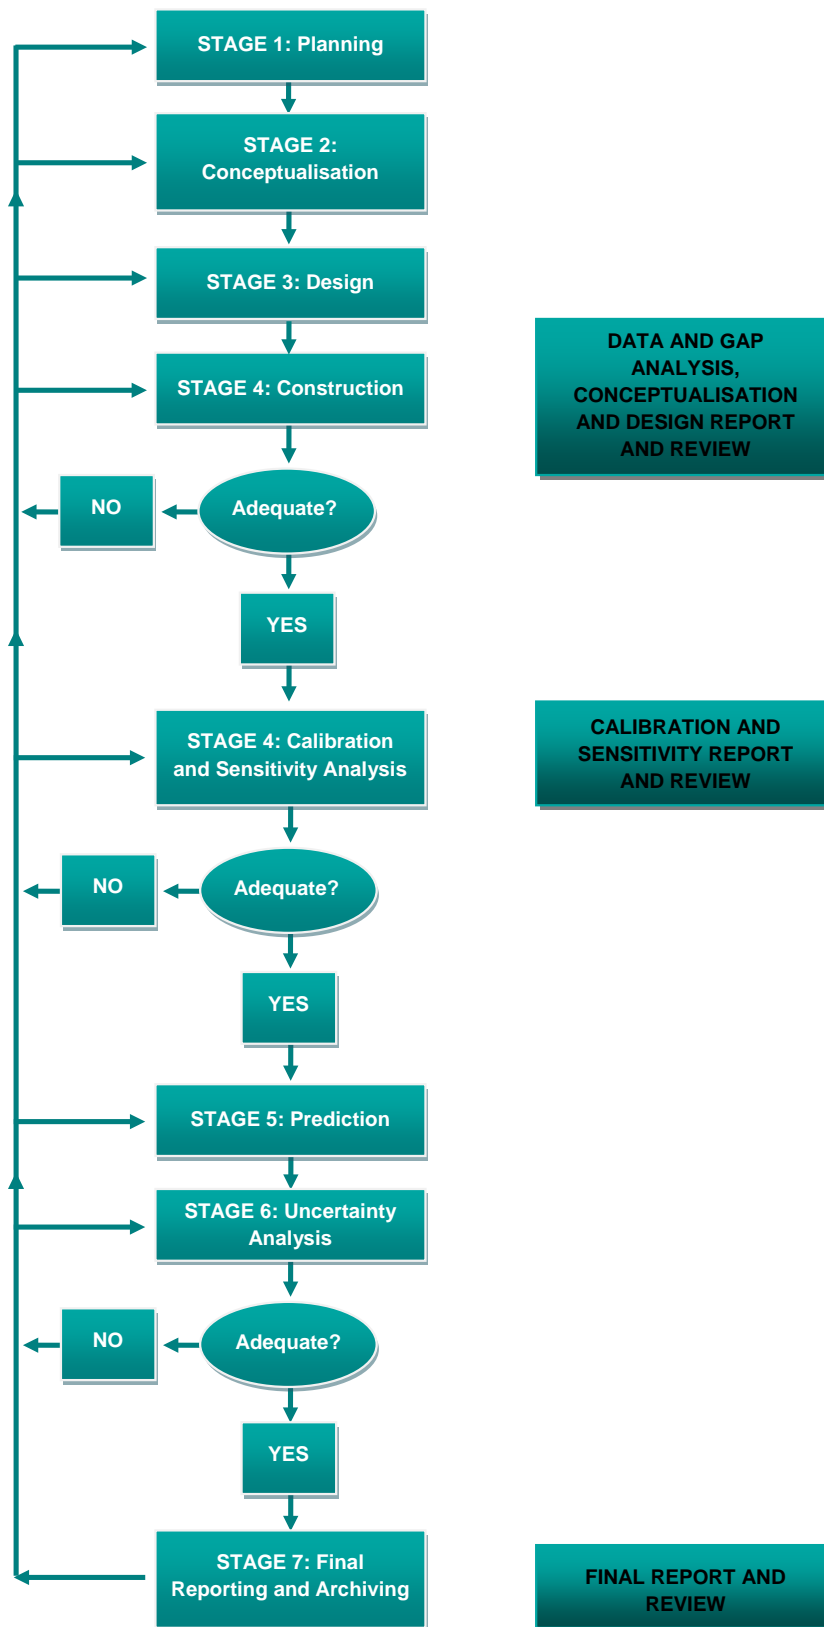 STAGE 1: Planning
STAGE 2:
Conceptualisation
STAGE 3: Design
DATA AND GAP
ANALYSIS,
CONCEPTUALISATION
AND DESIGN REPORT
AND REVIEW
STAGE 4: Construction
NO
Adequate?
YES
STAGE 4: Calibration
and Sensitivity Analysis
CALIBRATION AND
SENSITIVITY REPORT
AND REVIEW
NO
Adequate?
YES
STAGE 5: Prediction
STAGE 6: Uncertainty
Analysis
NO
Adequate?
YES
STAGE 7: Final
Reporting and Archiving
FINAL REPORT AND
REVIEW